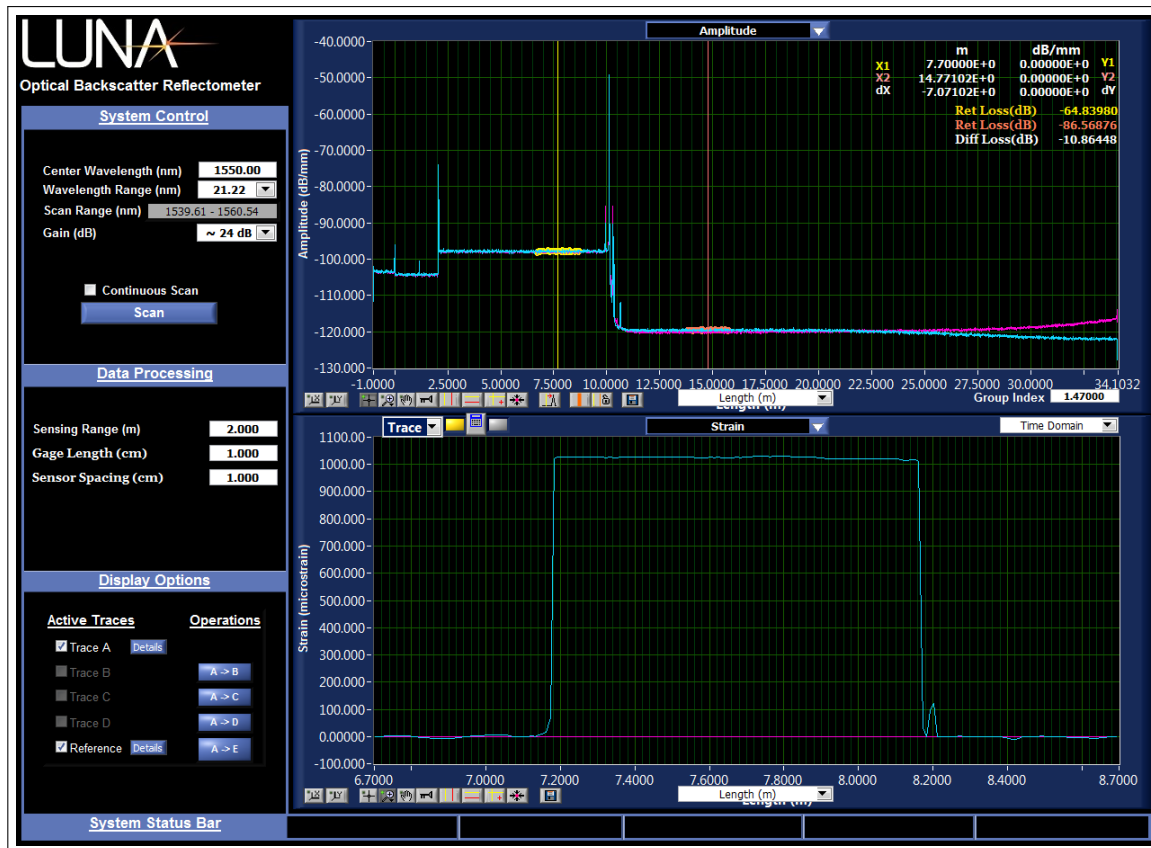 LUNA
Optical Backscatter Reflectometer
System Control
Center Wavelength (nm) 1550.00
Wavelength Range (nm) 21.22
Scan Range (nm) 1539.61 - 1560.54
Gain (dB) ~ 24 dB
Continuous Scan
Scan
Data Processing
Sensing Range (m) 2.000
Gage Length (cm) 1.000
Sensor Spacing (cm) 1.000
Display Options
Active Traces Operations
Trace A Details
Trace B A -> B
Trace C A -> C
Trace D A -> D
Reference Details A -> E
System Status Bar
Amplitude
m dB/mm
X1 7.70000E+0 0.00000E+0 Y1
X2 14.77102E+0 0.00000E+0 Y2
dX -7.07102E+0 0.00000E+0 dY
Ret Loss(dB) -64.83980
Ret Loss(dB) -86.56876
Diff Loss(dB) -10.86448
Amplitude (dB/mm)
-40.0000
-50.0000
-60.0000
-70.0000
-80.0000
-90.0000
-100.000
-110.000
-120.000
-130.000
-1.0000 2.5000 5.0000 7.5000 10.0000 12.5000 15.0000 17.5000 20.0000 22.5000 25.0000 27.5000 30.0000 34.1032
Length (m)
Length (m)
Group Index 1.47000
Trace
Strain
Time Domain
Strain (microstrain)
1100.00
1000.00
900.000
800.000
700.000
600.000
500.000
400.000
300.000
200.000
100.000
0.00000
-100.000
6.7000 7.0000 7.2000 7.4000 7.6000 7.8000 8.0000 8.2000 8.4000 8.7000
Length (m)
Length (m)